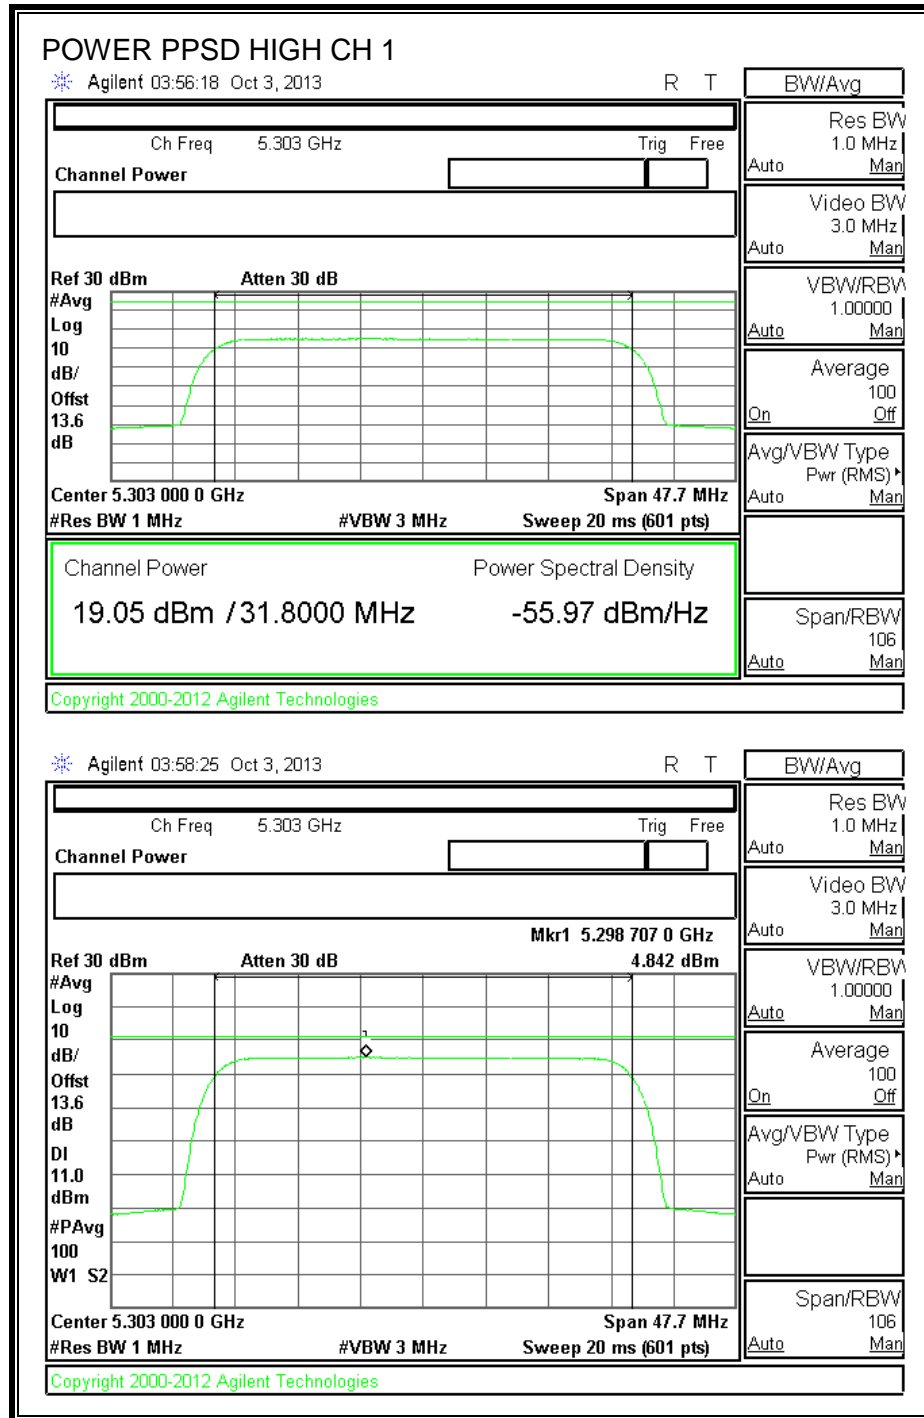 POWER PPSD HIGH CH 1
Agilent 03:56:18 Oct 3, 2013 R T
BW/Avg
Ch Freq 5.303 GHz Trig Free
Channel Power
Res BW
1.0 MHz
Auto Man
Video BW
3.0 MHz
Auto Man
Ref 30 dBm Atten 30 dB
#Avg
Log
10
dB/
Offst
13.6
dB
VBW/RBW
1.00000
Auto Man
Average
100
On Off
Avg/VBW Type
Pwr (RMS)
Auto Man
Center 5.303 000 0 GHz Span 47.7 MHz
#Res BW 1 MHz #VBW 3 MHz Sweep 20 ms (601 pts)
Channel Power Power Spectral Density
19.05 dBm / 31.8000 MHz -55.97 dBm/Hz
Span/RBW
106
Auto Man
Copyright 2000-2012 Agilent Technologies
Agilent 03:58:25 Oct 3, 2013 R T
BW/Avg
Ch Freq 5.303 GHz Trig Free
Channel Power
Res BW
1.0 MHz
Auto Man
Video BW
3.0 MHz
Auto Man
Mkr1 5.298 707 0 GHz
Ref 30 dBm Atten 30 dB 4.842 dBm
#Avg
Log
10
dB/
Offst
13.6
dB
DI
11.0
dBm
#PAvg
100
W1 S2
1
VBW/RBW
1.00000
Auto Man
Average
100
On Off
Avg/VBW Type
Pwr (RMS)
Auto Man
Center 5.303 000 0 GHz Span 47.7 MHz
#Res BW 1 MHz #VBW 3 MHz Sweep 20 ms (601 pts)
Span/RBW
106
Auto Man
Copyright 2000-2012 Agilent Technologies